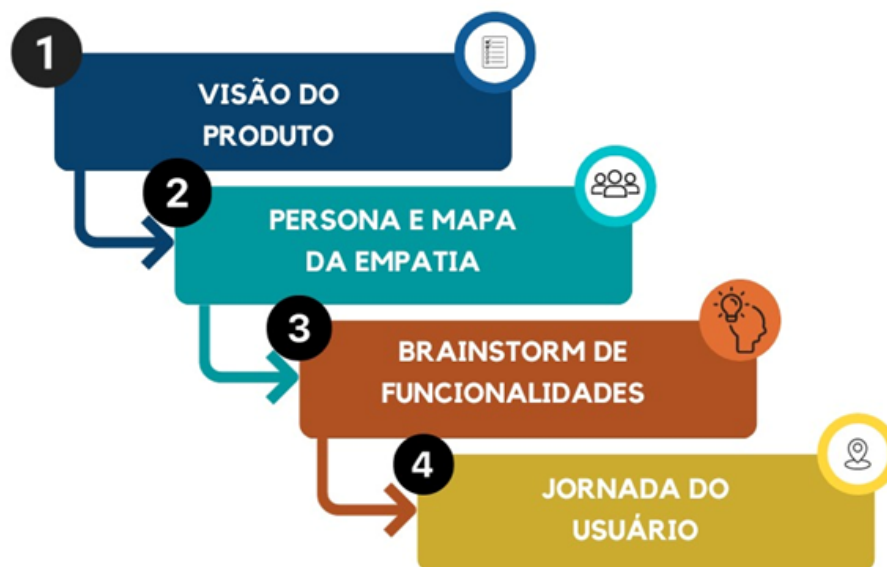 1
VISÃO DO
PRODUTO
2
PERSONA E MAPA
DA EMPATIA
3
BRAINSTORM DE
FUNCIONALIDADES
4
JORNADA DO
USUÁRIO